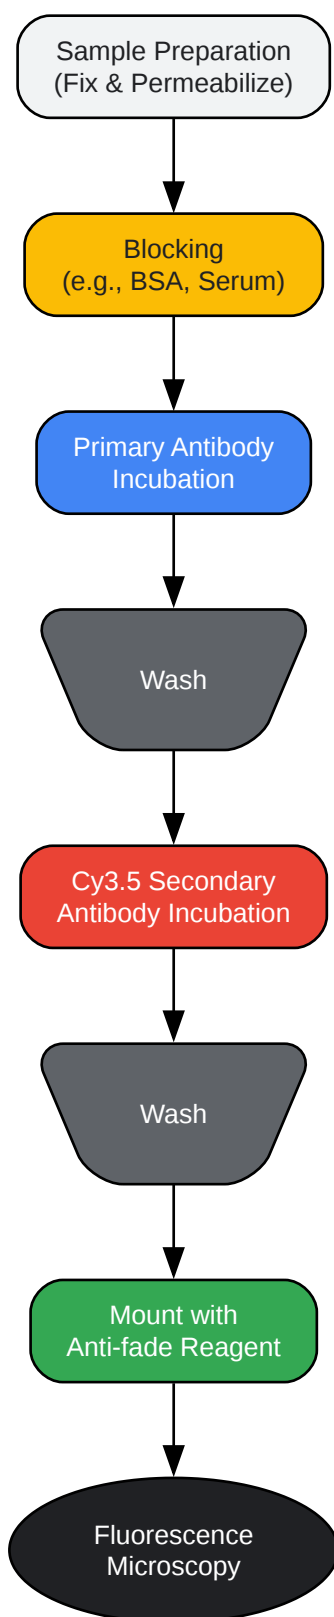 Sample Preparation
(Fix & Permeabilize)
Blocking
(e.g., BSA, Serum)
Primary Antibody
Incubation
Wash
Cy3.5 Secondary
Antibody Incubation
Wash
Mount with
Anti-fade Reagent
Fluorescence
Microscopy